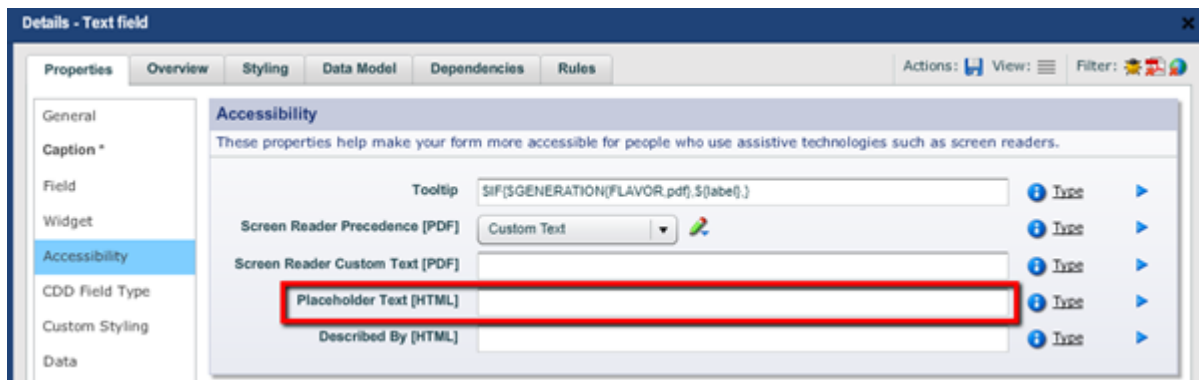 Details - Text field
Properties Overview Styling Data Model Dependencies Rules Actions: View: Filter:
General
Caption *
Field
Widget
Accessibility
CDD Field Type
Custom Styling
Data
Accessibility
These properties help make your form more accessible for people who use assistive technologies such as screen readers.
Tooltip $IF{$GENERATION{FLAVOR,pdf},${label},} Type
Screen Reader Precedence [PDF] Custom Text Type
Screen Reader Custom Text [PDF] Type
Placeholder Text [HTML] Type
Described By [HTML] Type